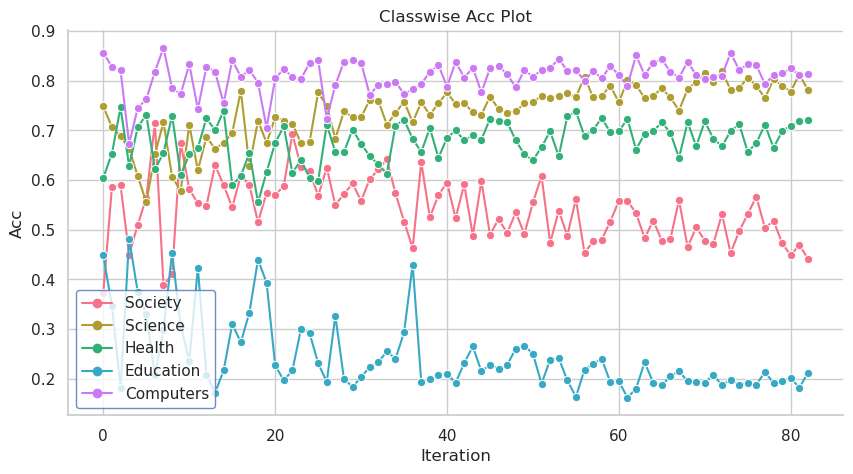 Classwise Acc Plot
Acc
0.9
0.8
0.7
0.6
0.5
0.4
0.3
0.2
Society
Science
Health
Education
Computers
0 20 40 60 80
Iteration